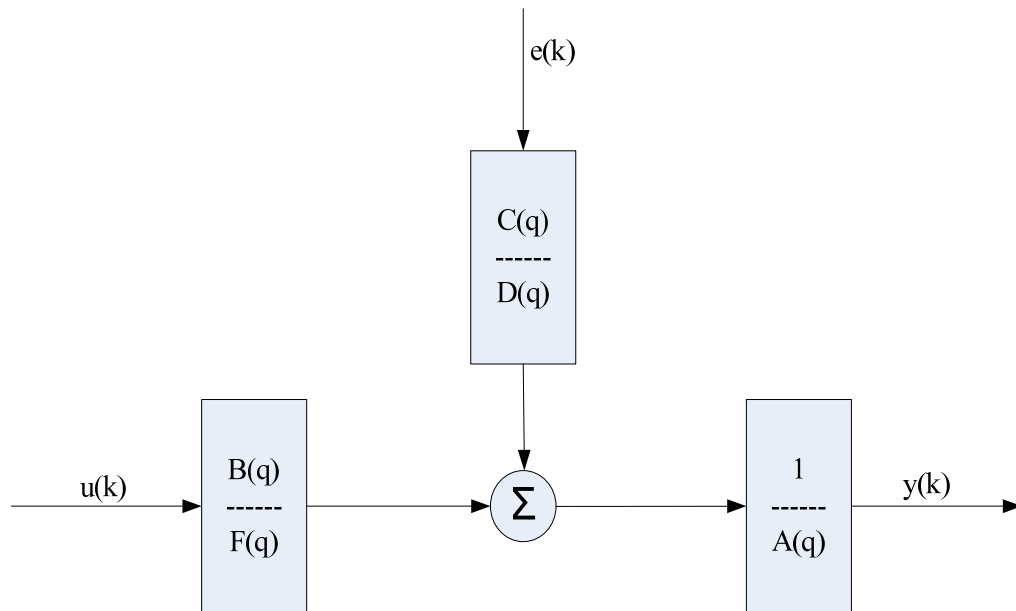 e(k)
C(q)
------
D(q)
u(k)
B(q)
------
F(q)
Σ
1
------
A(q)
y(k)